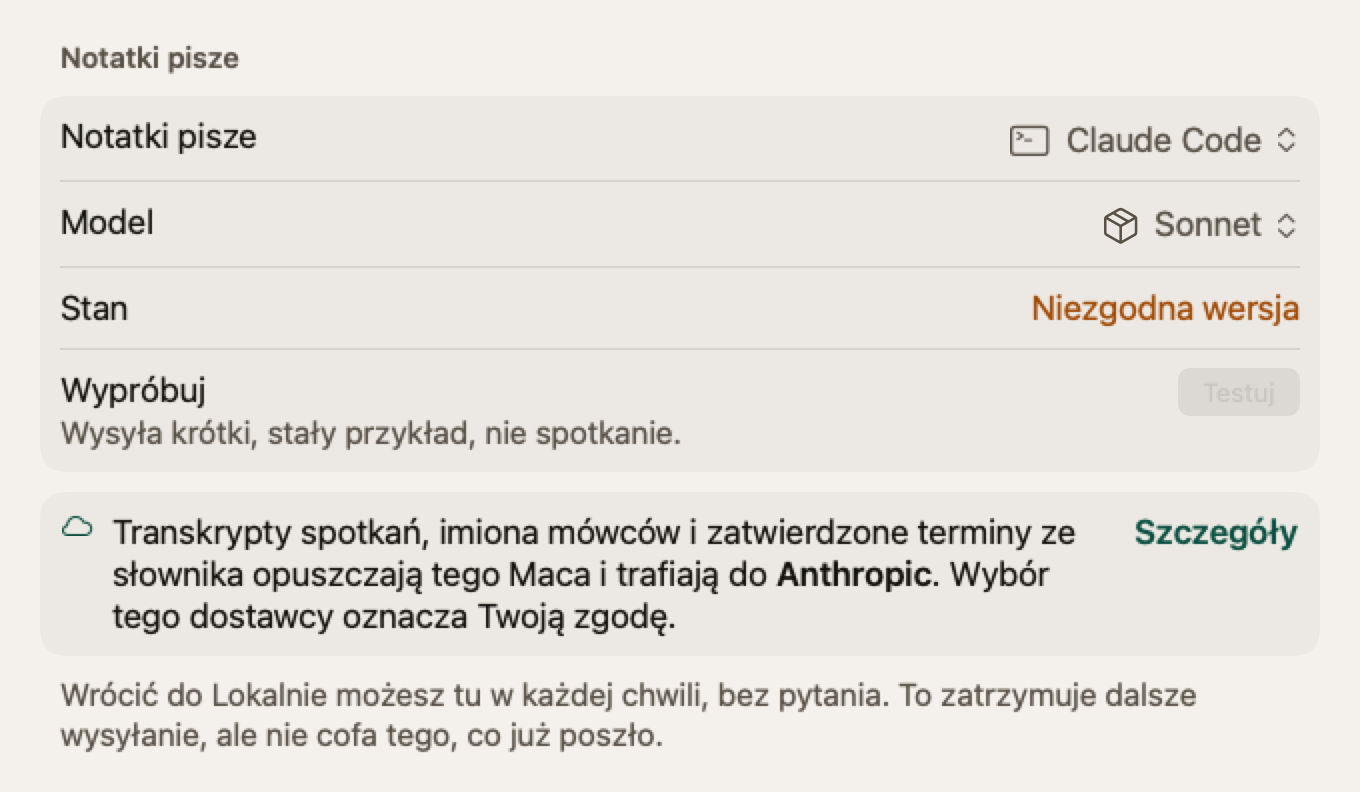 Notatki pisze
Notatki pisze
Claude Code
Model
Sonnet
Stan
Niezgodna wersja
Wypróbuj
Testuj
Wysyła krótki, stały przykład, nie spotkanie.
Transkrypty spotkań, imiona mówców i zatwierdzone terminy ze
słownika opuszczają tego Maca i trafiają do Anthropic. Wybór
tego dostawcy oznacza Twoją zgodę.
Szczegóły
Wrócić do Lokalnie możesz tu w każdej chwili, bez pytania. To zatrzymuje dalsze
wysyłanie, ale nie cofa tego, co już poszło.